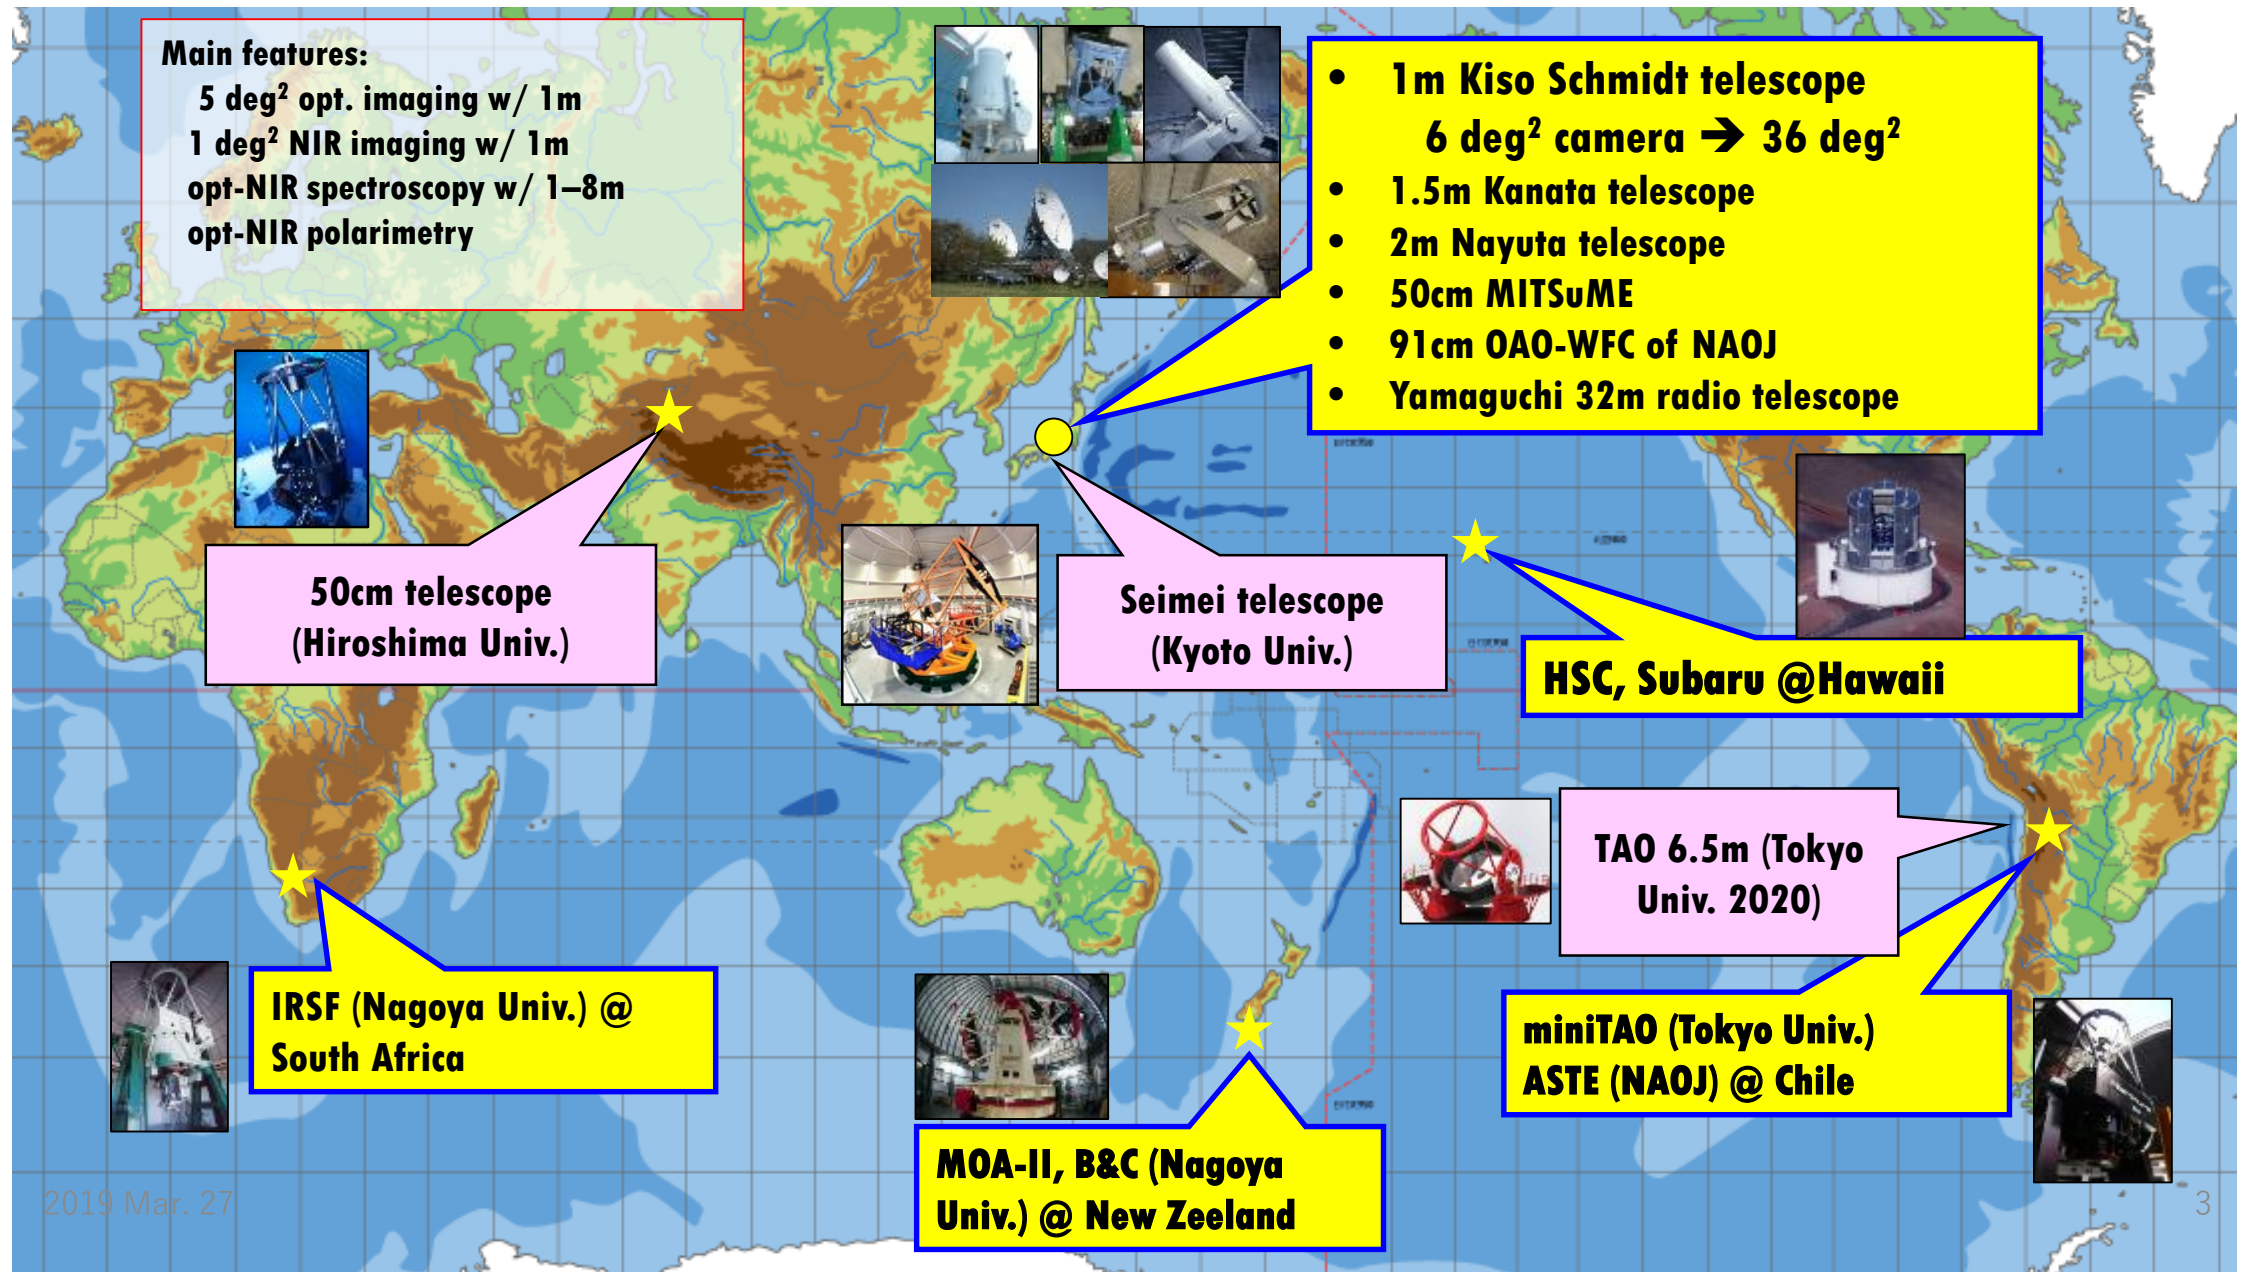 Main features:
5 deg² opt. imaging w/ 1m
1 deg² NIR imaging w/ 1m
opt-NIR spectroscopy w/ 1–8m
opt-NIR polarimetry
• 1m Kiso Schmidt telescope
6 deg² camera ➔ 36 deg²
• 1.5m Kanata telescope
• 2m Nayuta telescope
• 50cm MITSuME
• 91cm OAO-WFC of NAOJ
• Yamaguchi 32m radio telescope
50cm telescope
(Hiroshima Univ.)
Seimei telescope
(Kyoto Univ.)
HSC, Subaru @Hawaii
TAO 6.5m (Tokyo
Univ. 2020)
IRSF (Nagoya Univ.) @
South Africa
miniTAO (Tokyo Univ.)
ASTE (NAOJ) @ Chile
MOA-II, B&C (Nagoya
Univ.) @ New Zeeland
2019 Mar. 27
3